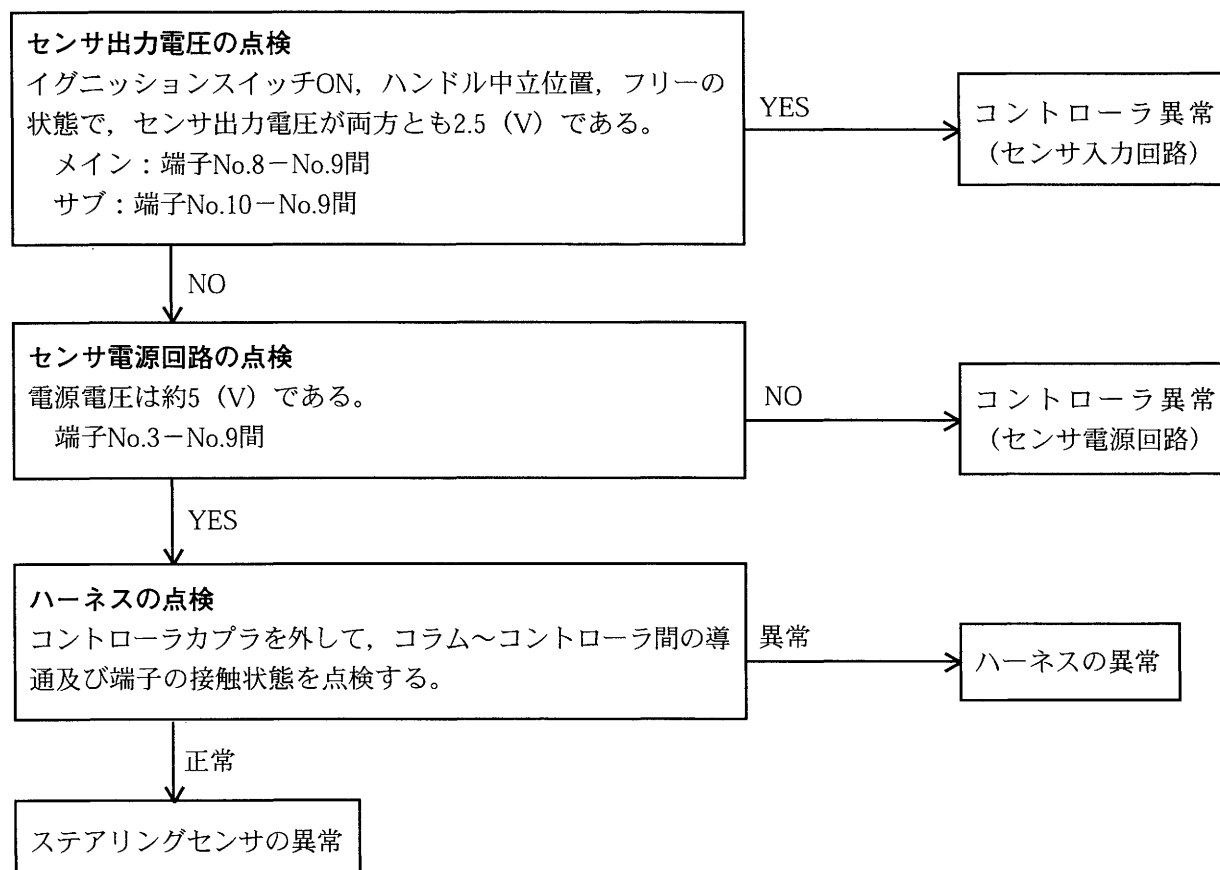 センサ出力電圧の点検
イグニッションスイッチON，ハンドル中立位置，フリーの
状態で，センサ出力電圧が両方とも2.5（V）である。
メイン：端子No.8－No.9間
サブ：端子No.10－No.9間
YES
コントローラ異常
（センサ入力回路）
NO
センサ電源回路の点検
電源電圧は約5（V）である。
端子No.3－No.9間
NO
コントローラ異常
（センサ電源回路）
YES
ハーネスの点検
コントローラカプラを外して，コラム～コントローラ間の導
通及び端子の接触状態を点検する。
異常
ハーネスの異常
正常
ステアリングセンサの異常